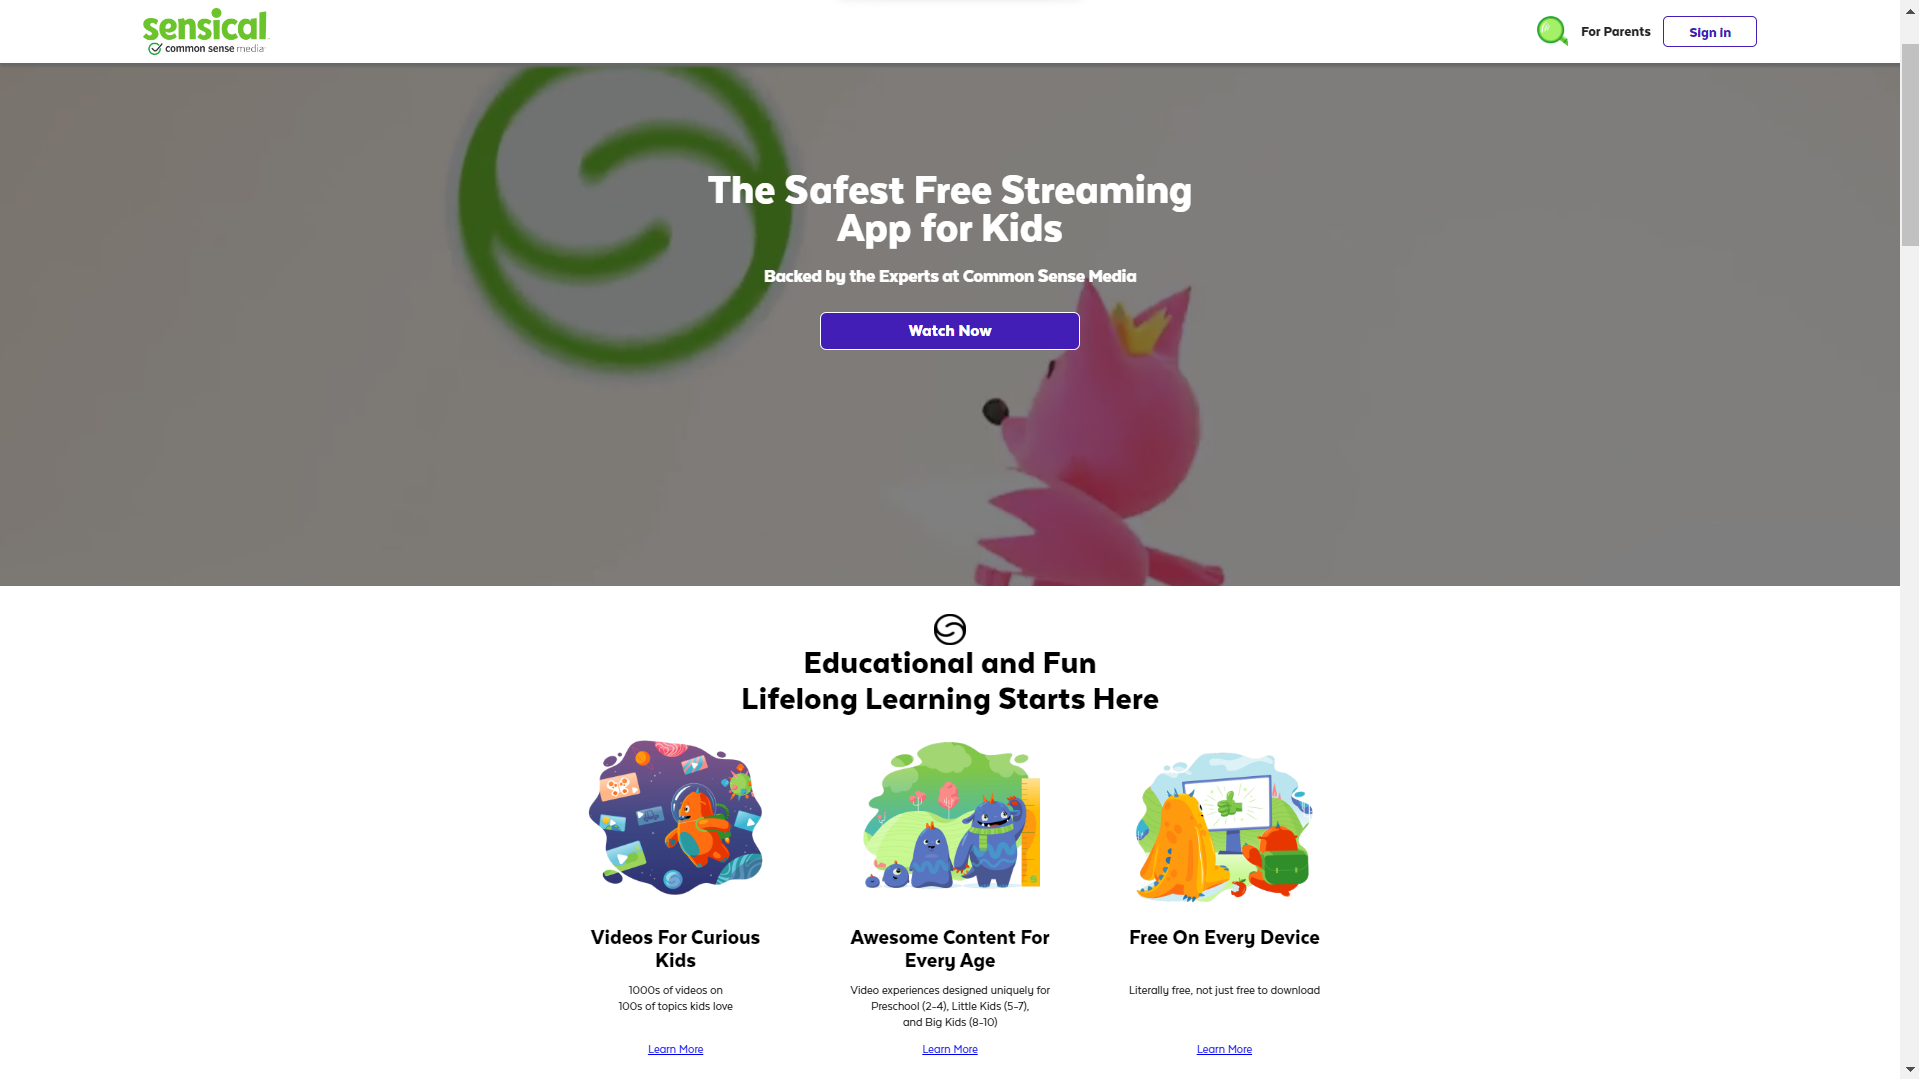 sensical
common sense media
For Parents
Sign In
The Safest Free Streaming
App for Kids
Backed by the Experts at Common Sense Media
Watch Now
Educational and Fun
Lifelong Learning Starts Here
Videos For Curious
Kids
1000s of videos on
100s of topics kids love
Learn More
Awesome Content For
Every Age
Video experiences designed uniquely for
Preschool (2-4), Little Kids (5-7),
and Big Kids (8-10)
Learn More
Free On Every Device
Literally free, not just free to download
Learn More